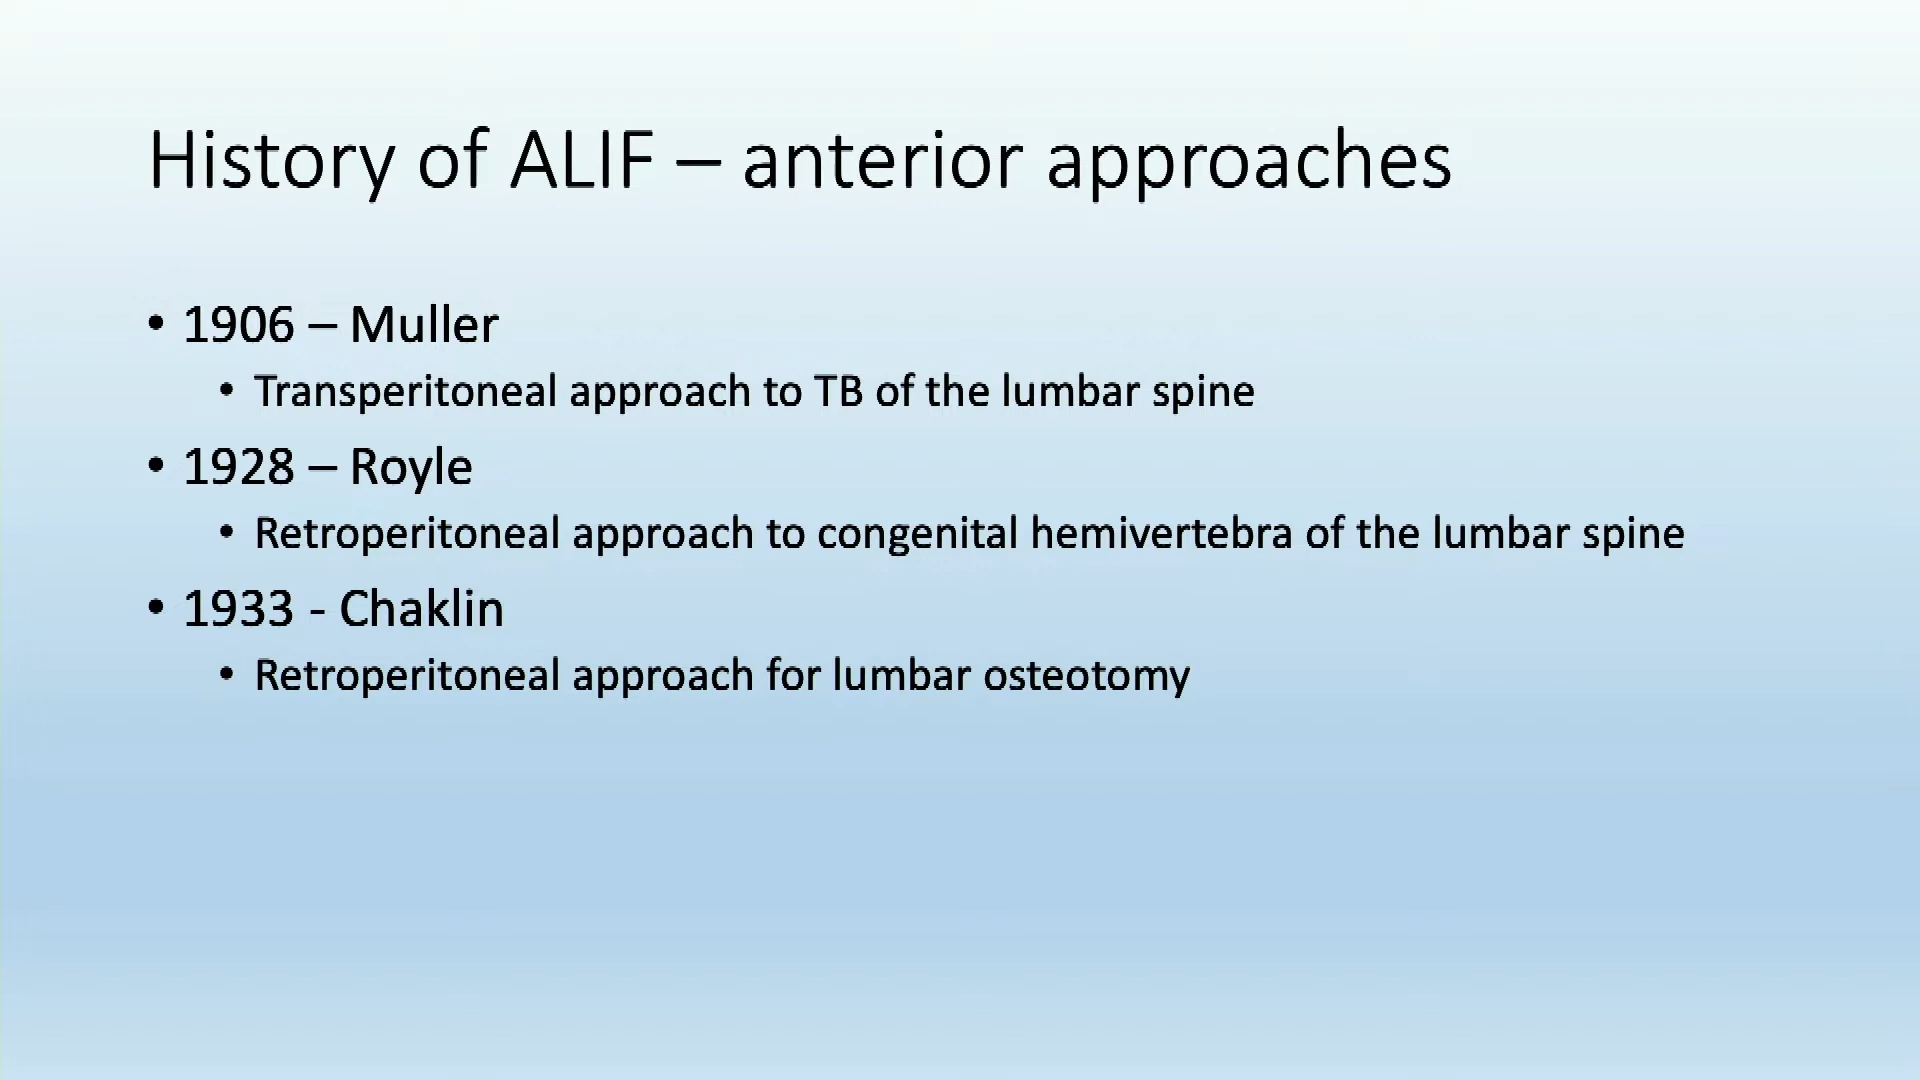 History of ALIF – anterior approaches
• 1906 – Muller
• Transperitoneal approach to TB of the lumbar spine
• 1928 – Royle
• Retroperitoneal approach to congenital hemivertebra of the lumbar spine
• 1933 - Chaklin
• Retroperitoneal approach for lumbar osteotomy